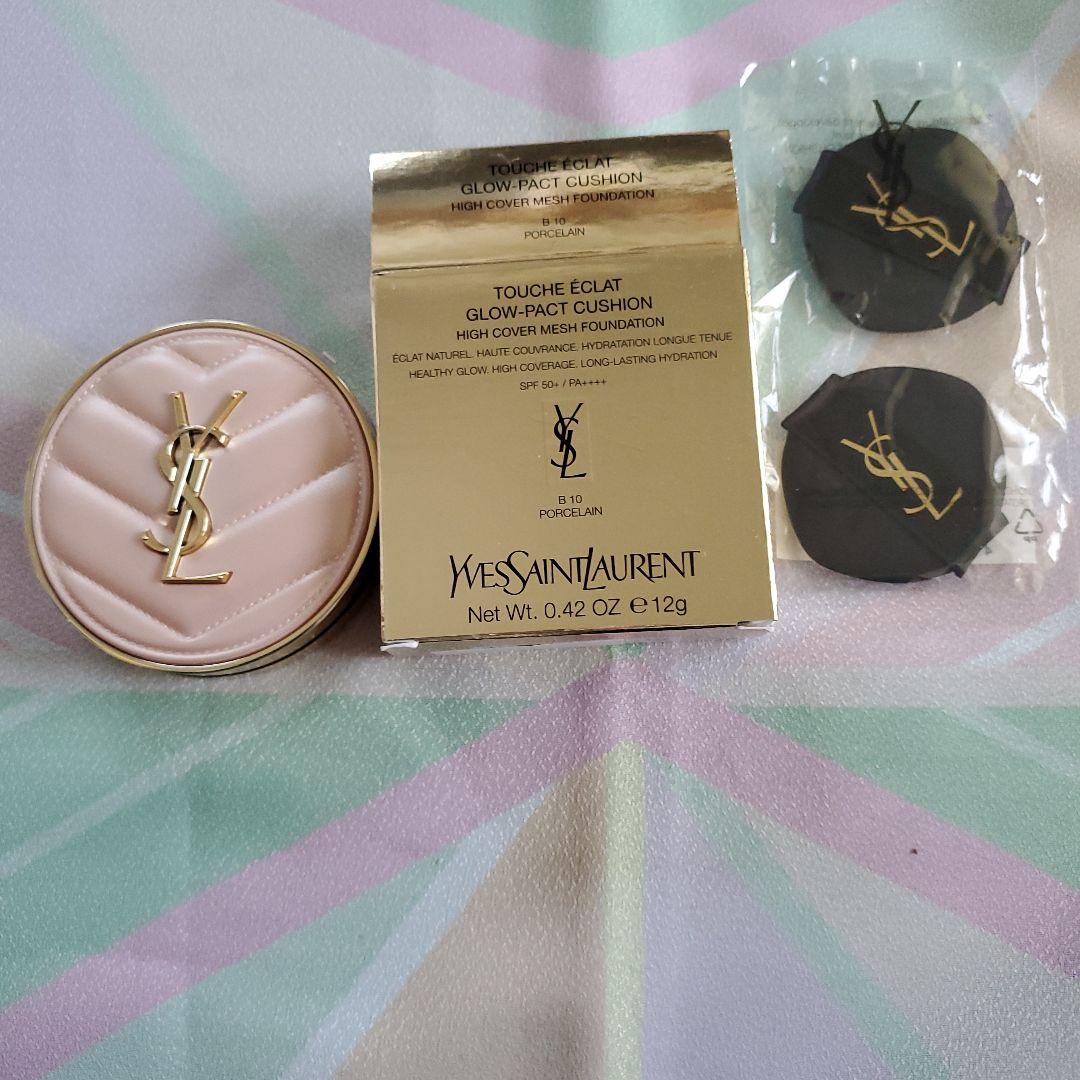 YSL
TOUCHE ÉCLAT
GLOW-PACT CUSHION
HIGH COVER MESH FOUNDATION
B 10
PORCELAIN
TOUCHE ÉCLAT
GLOW-PACT CUSHION
HIGH COVER MESH FOUNDATION
ÉCLAT NATUREL. HAUTE COUVRANCE. HYDRATATION LONGUE TENUE
HEALTHY GLOW. HIGH COVERAGE. LONG-LASTING HYDRATION
SPF 50+ / PA++++
YSL
B 10
PORCELAIN
YVESSAINTLAURENT
Net Wt. 0.42 OZ ℮ 12g
YSL
YSL
YSL